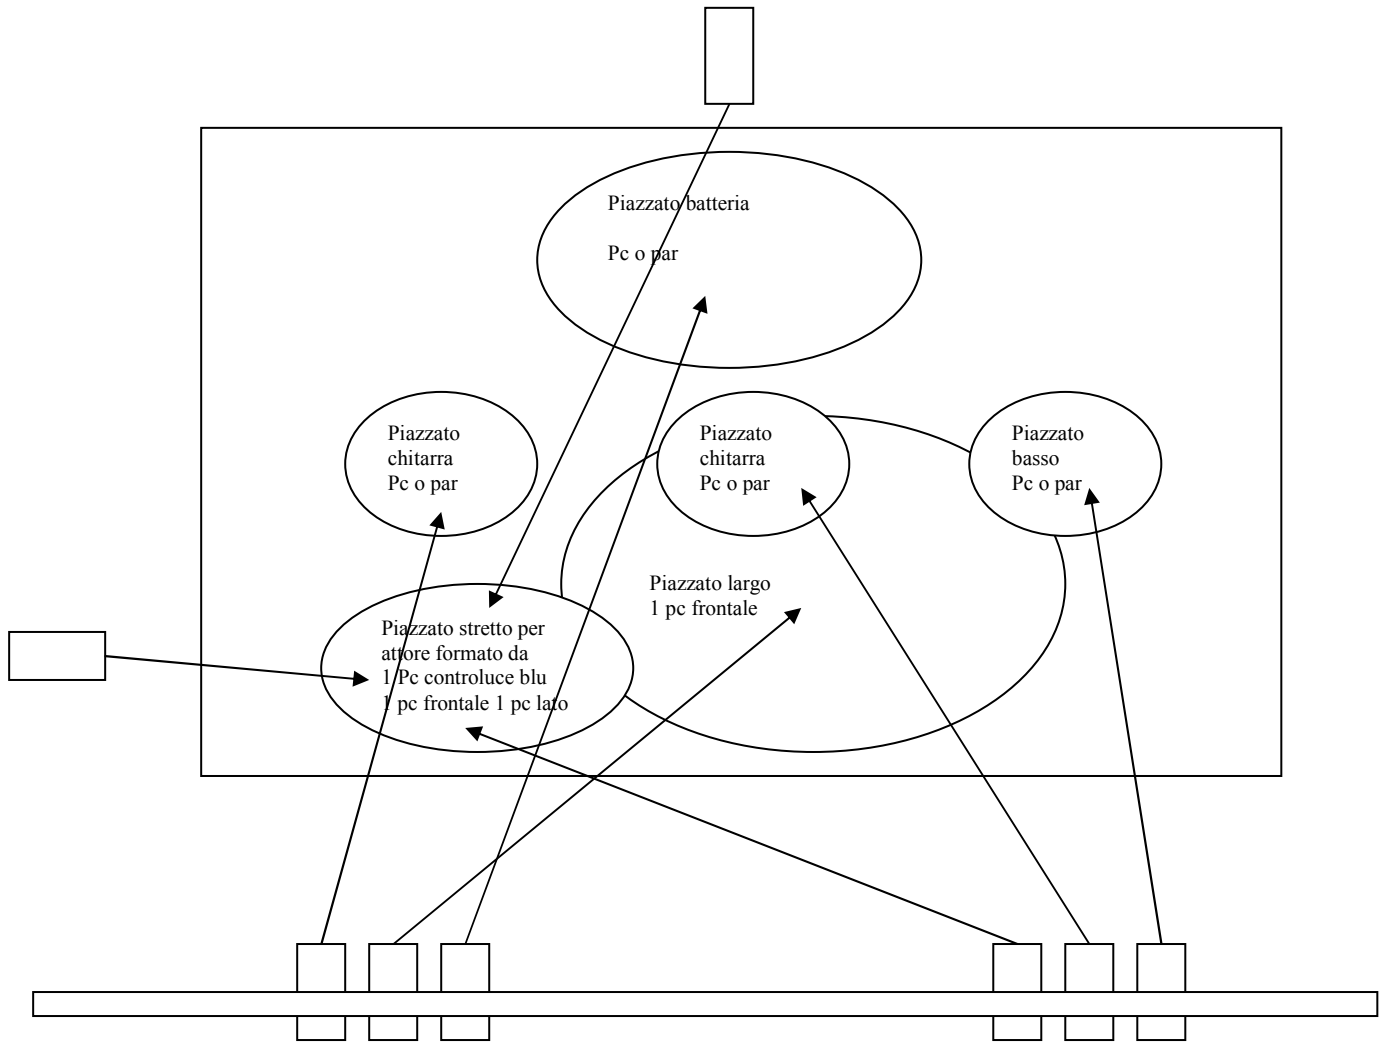 Piazzato batteria
Pc o par
Piazzato
chitarra
Pc o par
Piazzato
chitarra
Pc o par
Piazzato
basso
Pc o par
Piazzato largo
1 pc frontale
Piazzato stretto per
attore formato da
1 Pc controluce blu
1 pc frontale 1 pc lato